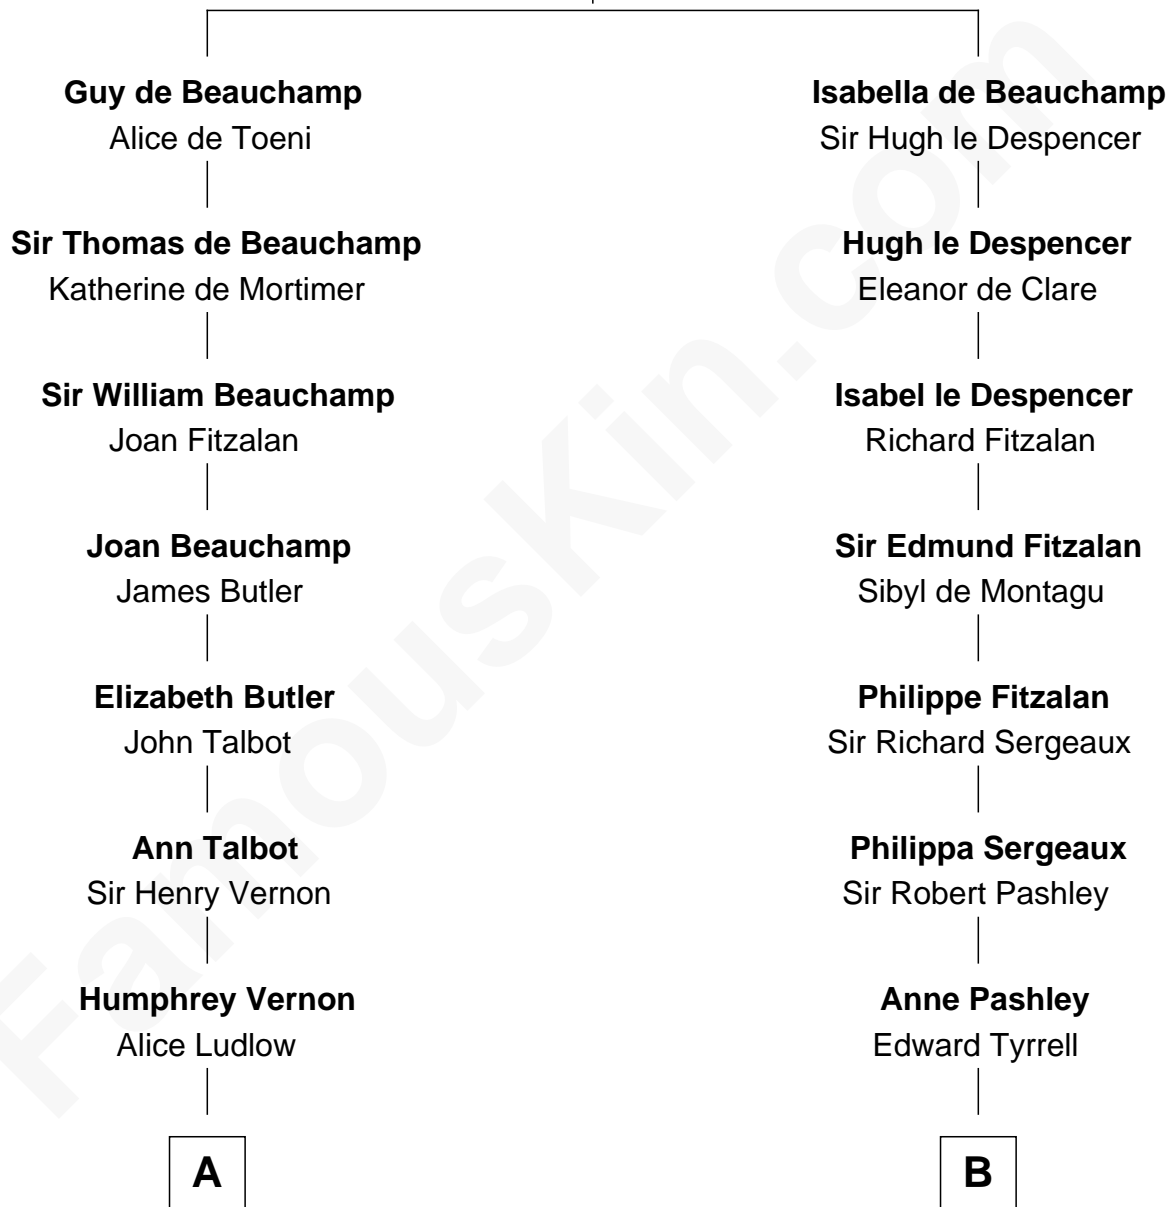 Guy de Beauchamp
Alice de Toeni
Sir Thomas de Beauchamp
Katherine de Mortimer
Sir William Beauchamp
Joan Fitzalan
Joan Beauchamp
James Butler
Elizabeth Butler
John Talbot
Ann Talbot
Sir Henry Vernon
Humphrey Vernon
Alice Ludlow
A
Isabella de Beauchamp
Sir Hugh le Despencer
Hugh le Despencer
Eleanor de Clare
Isabel le Despencer
Richard Fitzalan
Sir Edmund Fitzalan
Sibyl de Montagu
Philippe Fitzalan
Sir Richard Sergeaux
Philippa Sergeaux
Sir Robert Pashley
Anne Pashley
Edward Tyrrell
B
FamousKin.com